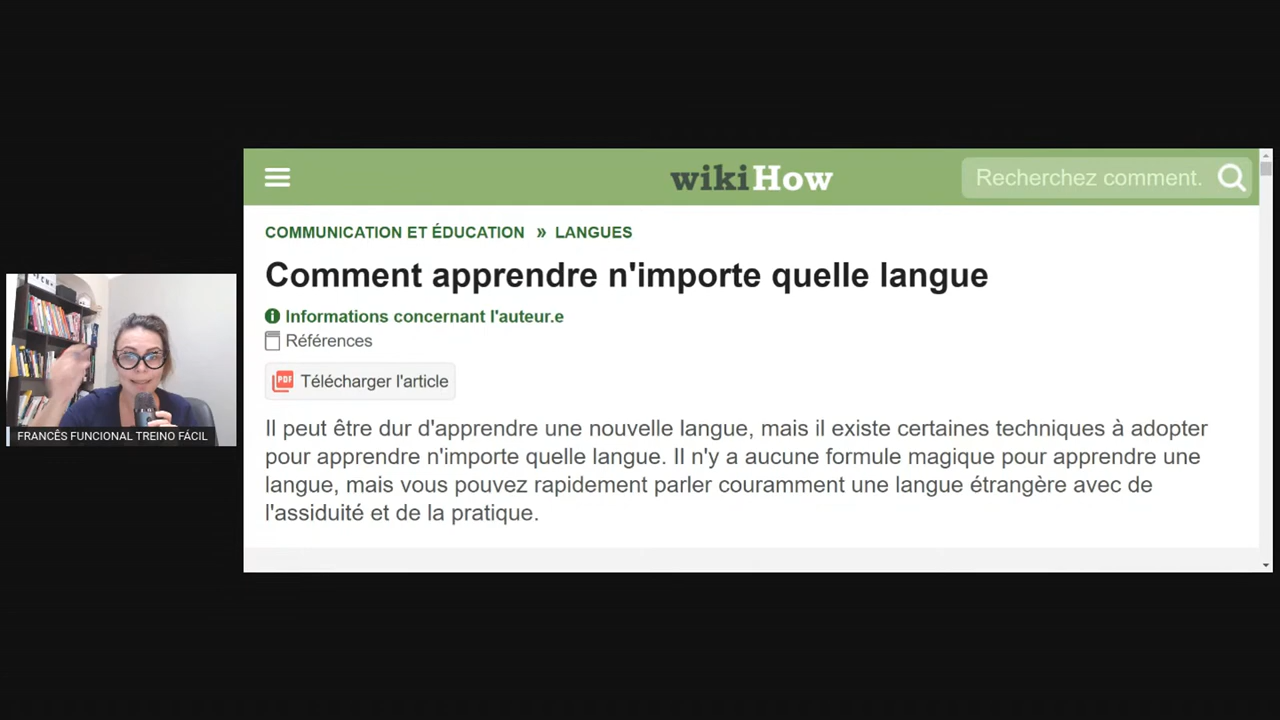 wikiHow
Recherchez comment.
COMMUNICATION ET ÉDUCATION » LANGUES
Comment apprendre n'importe quelle langue
Informations concernant l'auteur.e
Références
PDF Télécharger l'article
Il peut être dur d'apprendre une nouvelle langue, mais il existe certaines techniques à adopter
pour apprendre n'importe quelle langue. Il n'y a aucune formule magique pour apprendre une
langue, mais vous pouvez rapidement parler couramment une langue étrangère avec de
l'assiduité et de la pratique.
FRANCÊS FUNCIONAL TREINO FÁCIL